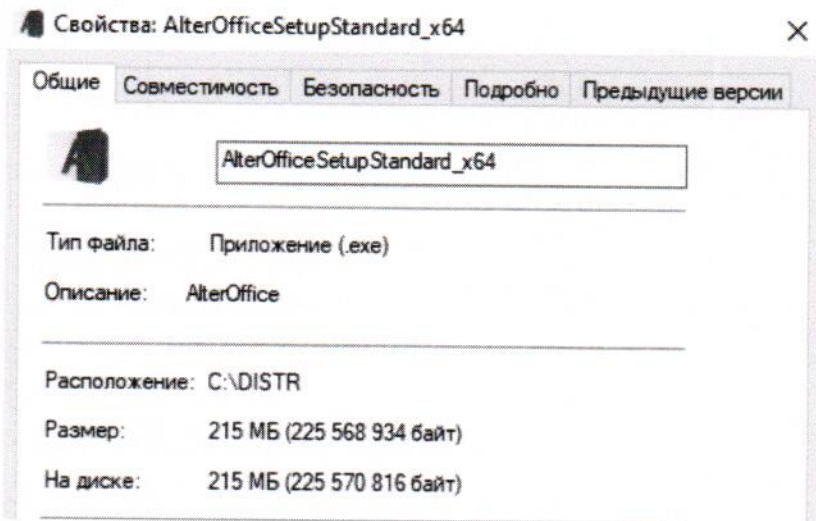 Свойства: AlterOfficeSetupStandard_x64
Общие Совместимость Безопасность Подробно Предыдущие версии
AlterOfficeSetupStandard_x64
Тип файла: Приложение (.exe)
Описание: AlterOffice
Расположение: C:\DISTR
Размер: 215 МБ (225 568 934 байт)
На диске: 215 МБ (225 570 816 байт)